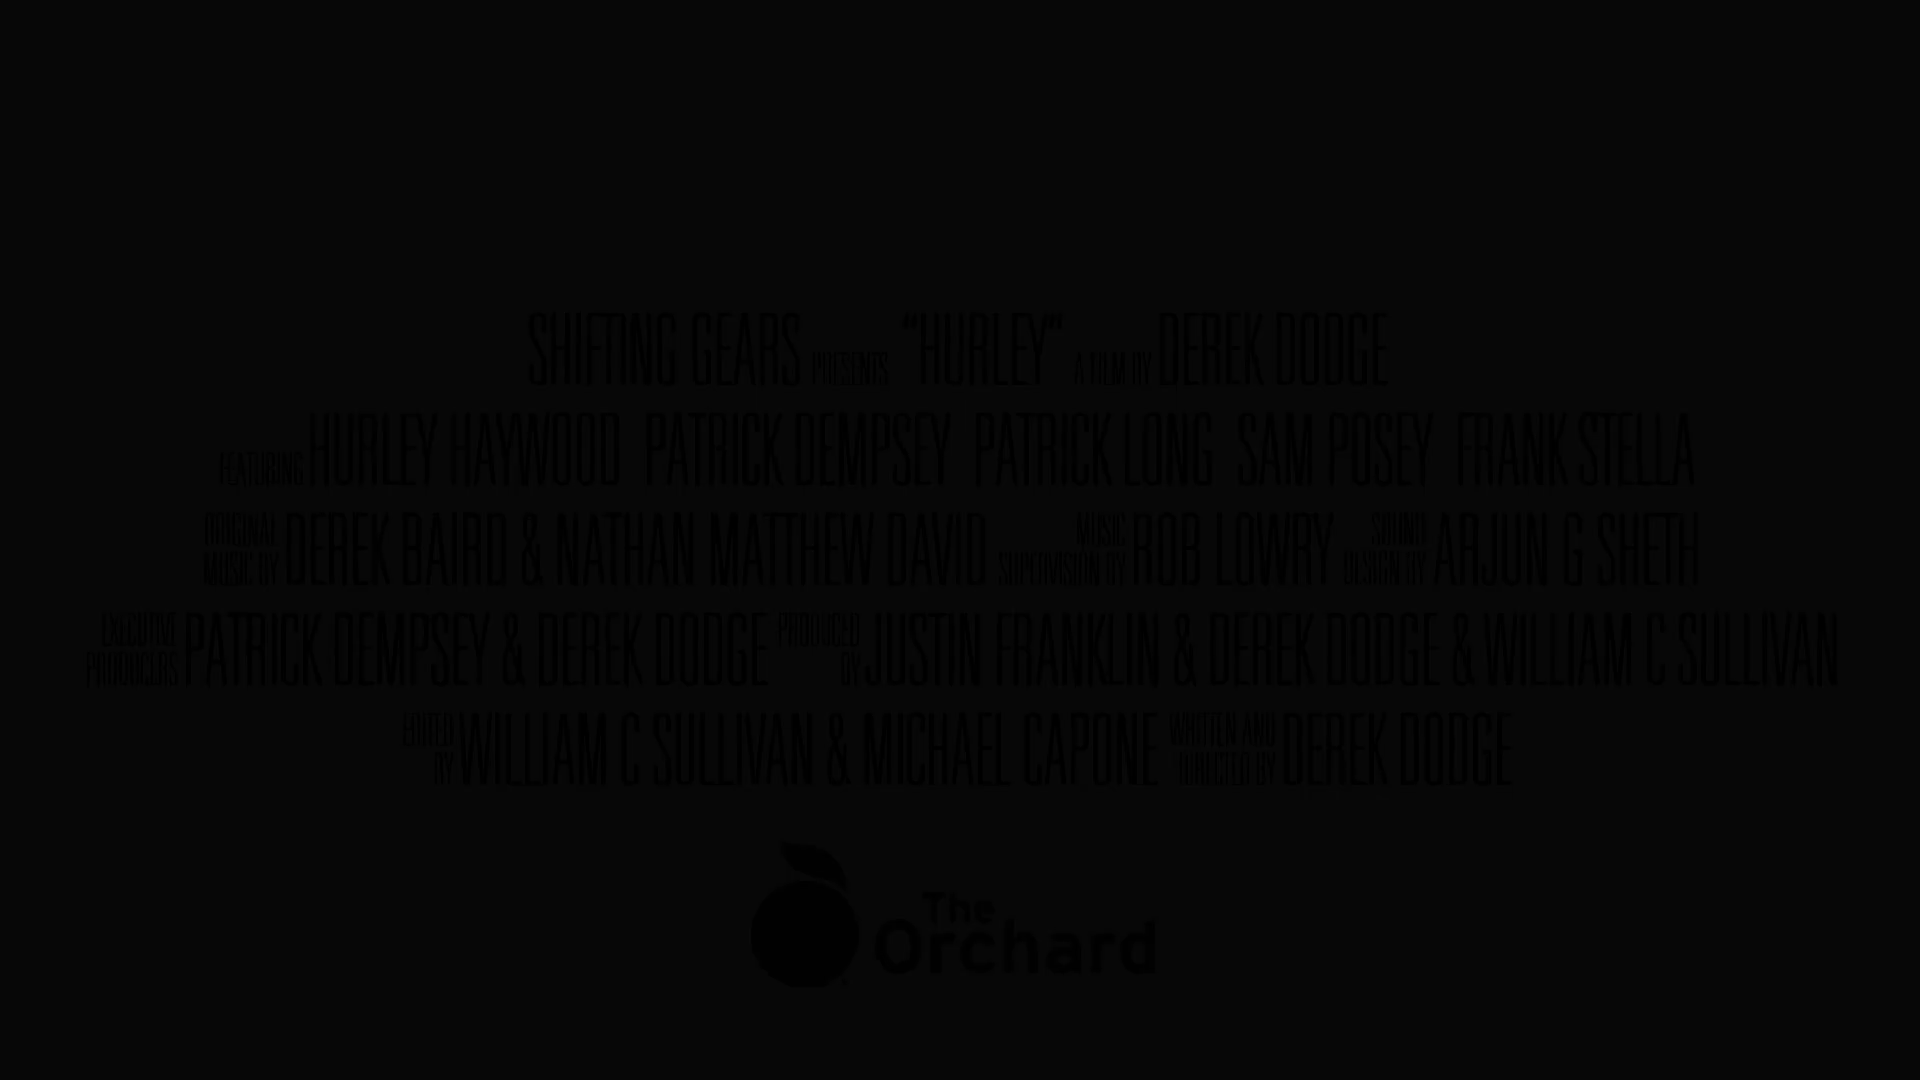 SHIFTING GEARS PRESENTS "HURLEY" A FILM BY DEREK DODGE
FEATURING HURLEY HAYWOOD PATRICK DEMPSEY PATRICK LONG SAM POSEY FRANK STELLA
ORIGINAL MUSIC BY DEREK BAIRD & NATHAN MATTHEW DAVID MUSIC SUPERVISION BY ROB LOWRY SOUND DESIGN BY ARJUN G SHETH
EXECUTIVE PRODUCERS PATRICK DEMPSEY & DEREK DODGE PRODUCED BY JUSTIN FRANKLIN & DEREK DODGE & WILLIAM C SULLIVAN
EDITED BY WILLIAM C SULLIVAN & MICHAEL CAPONE WRITTEN AND DIRECTED BY DEREK DODGE
The
Orchard